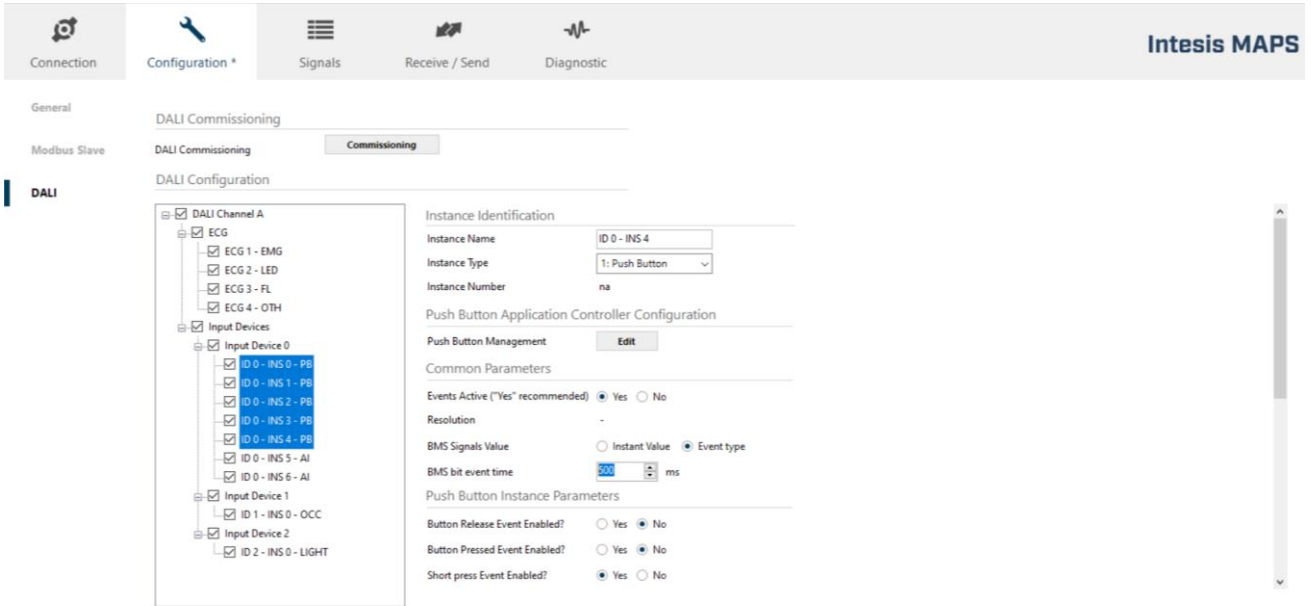 Connection
Configuration *
Signals
Receive / Send
Diagnostic
Intesis MAPS
General
Modbus Slave
DALI
DALI Commissioning
DALI Commissioning
Commissioning
DALI Configuration
DALI Channel A
ECG
ECG 1 - EMG
ECG 2 - LED
ECG 3 - FL
ECG 4 - OTH
Input Devices
Input Device 0
ID 0 - INS 0 - PB
ID 0 - INS 1 - PB
ID 0 - INS 2 - PB
ID 0 - INS 3 - PB
ID 0 - INS 4 - PB
ID 0 - INS 5 - AI
ID 0 - INS 6 - AI
Input Device 1
ID 1 - INS 0 - OCC
Input Device 2
ID 2 - INS 0 - LIGHT
Instance Identification
Instance Name ID 0 - INS 4
Instance Type 1: Push Button
Instance Number na
Push Button Application Controller Configuration
Push Button Management Edit
Common Parameters
Events Active ("Yes" recommended) Yes No
Resolution -
BMS Signals Value Instant Value Event type
BMS bit event time 500 ms
Push Button Instance Parameters
Button Release Event Enabled? Yes No
Button Pressed Event Enabled? Yes No
Short press Event Enabled? Yes No